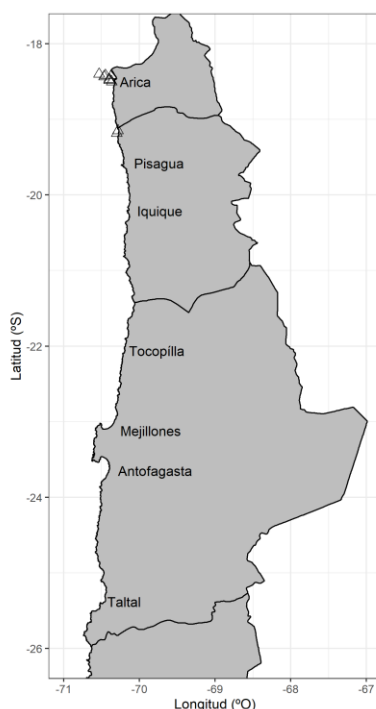 -18
Arica
Pisagua
-20
Iquique
Latitud (ºS)
-22
Tocopílla
Mejillones
Antofagasta
-24
Taltal
-26
-71
-70
-69
-68
-67
Longitud (ºO)